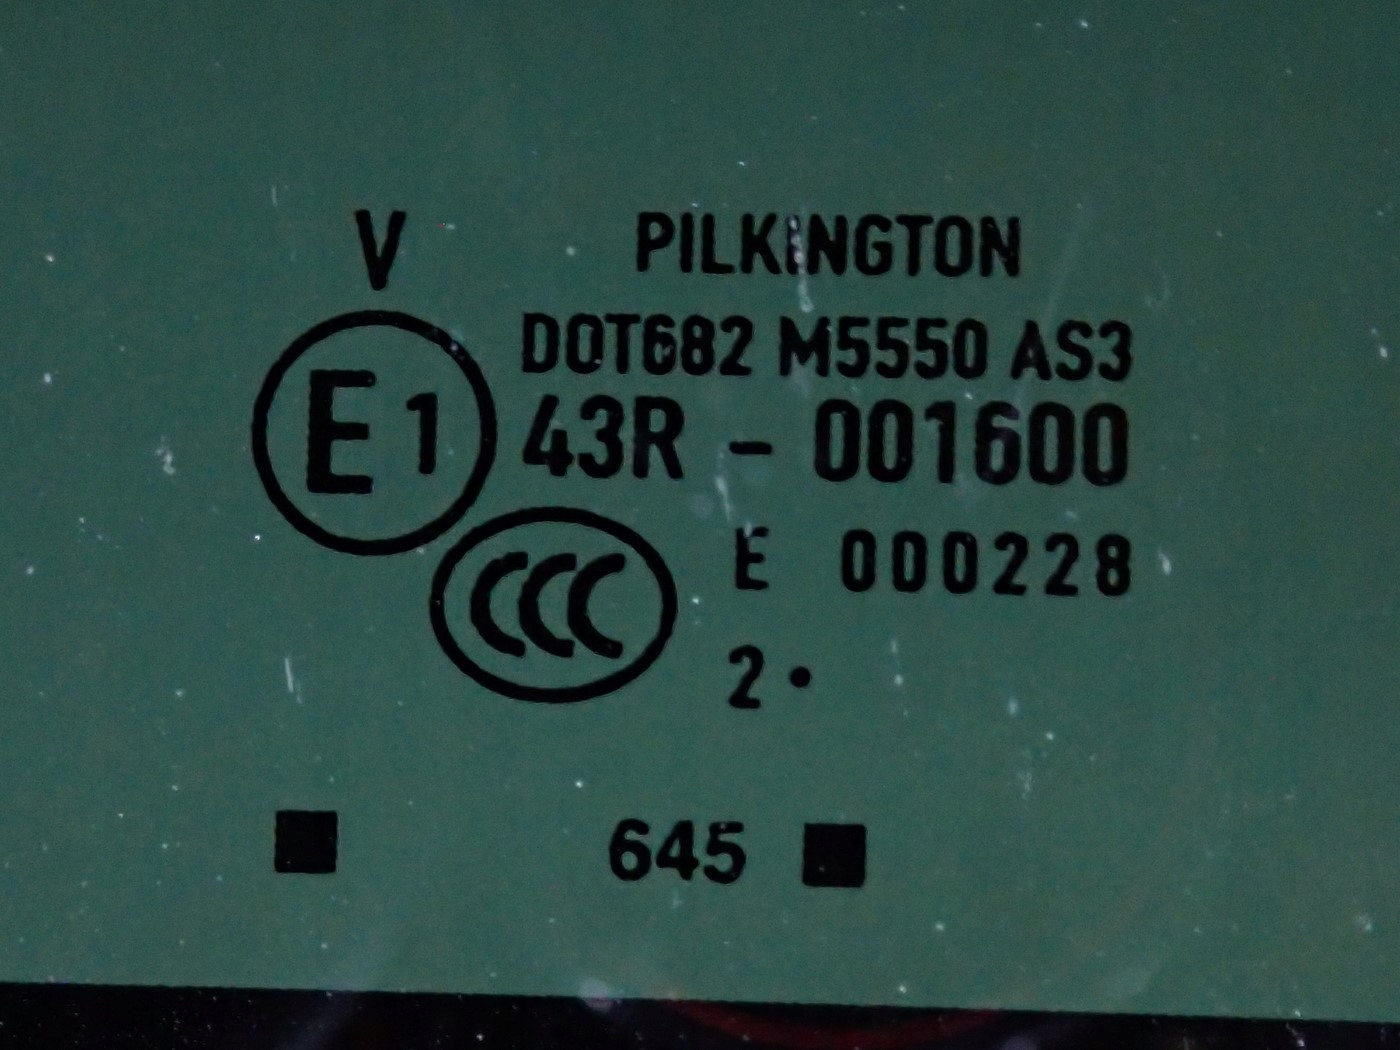 V
PILKINGTON
DOT682 M5550 AS3
E1 43R - 001600
CCC E 000228
2•
645